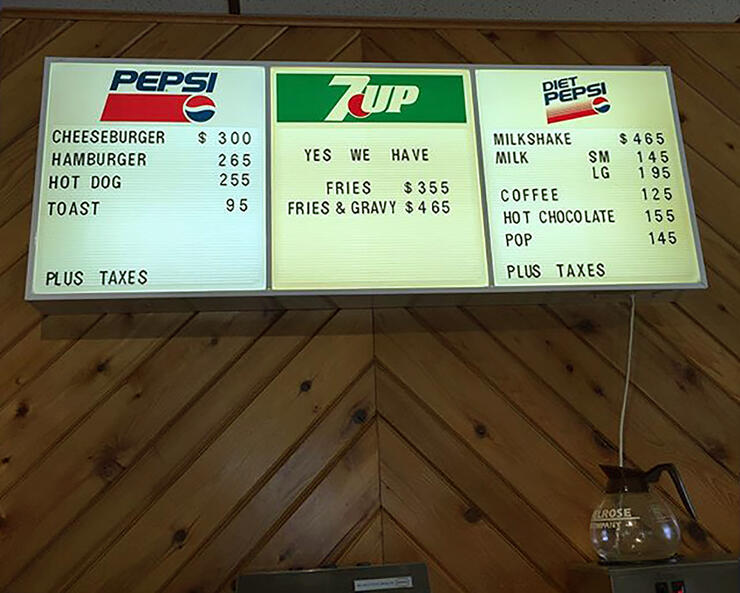 PEPSI
CHEESEBURGER $ 300
HAMBURGER 265
HOT DOG 255
TOAST 95
PLUS TAXES
7UP
YES WE HAVE
FRIES $ 355
FRIES & GRAVY $ 465
DIET
PEPSI
MILKSHAKE $ 465
MILK SM 145
LG 195
COFFEE 125
HOT CHOCOLATE 155
POP 145
PLUS TAXES